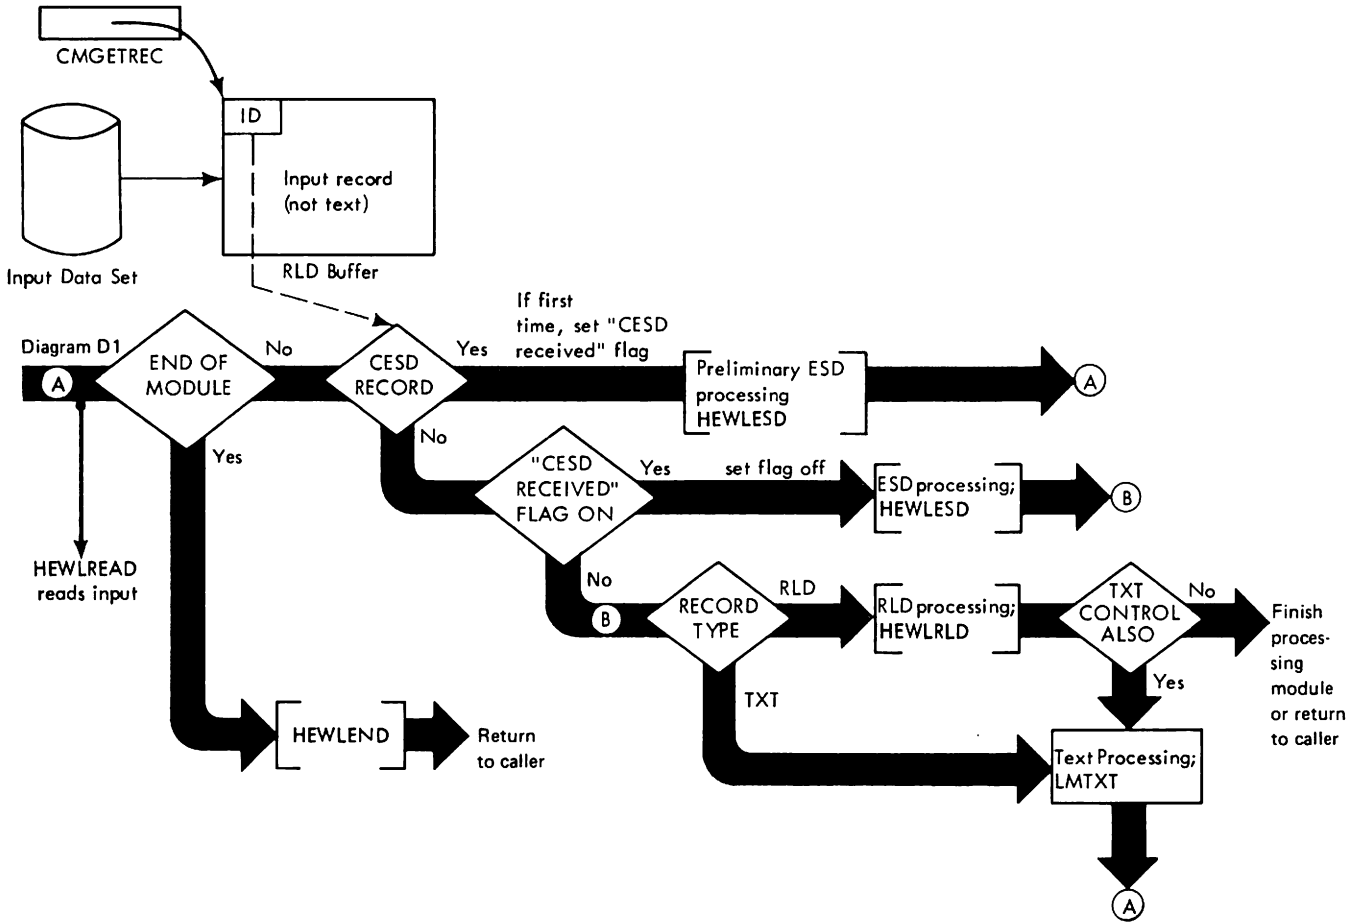 CMGETREC
ID
Input record
(not text)
Input Data Set
RLD Buffer
If first
time, set "CESD
received" flag
Diagram D1
A
END OF
MODULE
No
CESD
RECORD
Yes
Preliminary ESD
processing
HEWLESD
A
Yes
No
HEWLREAD
reads input
"CESD
RECEIVED"
FLAG ON
Yes
set flag off
ESD processing;
HEWLESD
B
No
B
RECORD
TYPE
RLD
RLD processing;
HEWLRLD
TXT
CONTROL
ALSO
No
Finish
proces-
sing
module
or return
to caller
Yes
TXT
HEWLEND
Return
to caller
Text Processing;
LMTXT
A